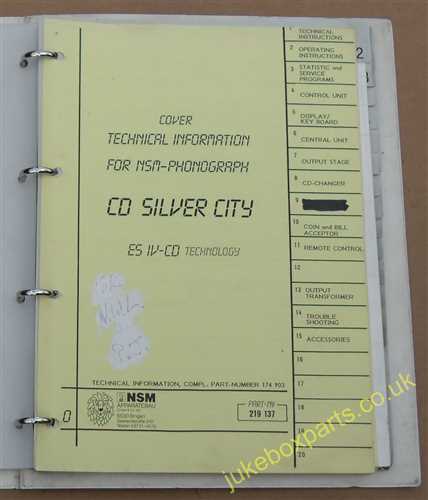 COVER
TECHNICAL INFORMATION
FOR NSM-PHONOGRAPH
CD SILVER CITY
ES IV-CD TECHNOLOGY
TECHNICAL INFORMATION, COMPL. PART-NUMBER 174 903
NSM
APPARATEBAU
6530 Bingen
PART-NR
219 137
0
1 TECHNICAL
INSTRUCTIONS
2 OPERATING
INSTRUCTIONS
3 STATISTIC and
SERVICE
PROGRAMS
4 CONTROL UNIT
5 DISPLAY/
KEY BOARD
6 CENTRAL UNIT
7 OUTPUT STAGE
8 CD-CHANGER
9
10 COIN and BILL
ACCEPTOR
11 REMOTE CONTROL
12
13 OUTPUT
TRANSFORMER
14 TROUBLE
SHOOTING
15 ACCESSORIES
16
17
18
19
20
2
3
jukeboxparts.co.uk